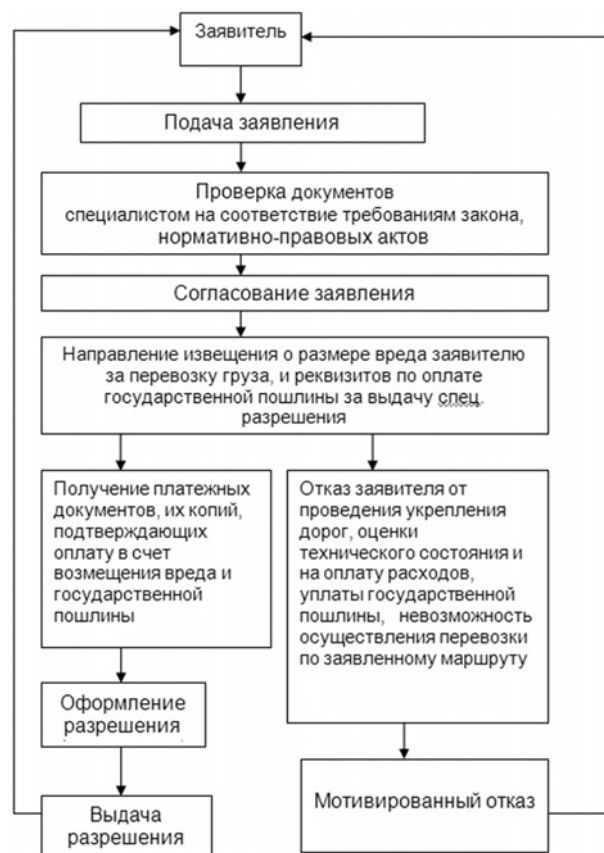 Заявитель
Подача заявления
Проверка документов
специалистом на соответствие требованиям закона,
нормативно-правовых актов
Согласование заявления
Направление извещения о размере вреда заявителю
за перевозку груза, и реквизитов по оплате
государственной пошлины за выдачу спец.
разрешения
Получение платежных
документов, их копий,
подтверждающих
оплату в счет
возмещения вреда и
государственной
пошлины
Отказ заявителя от
проведения укрепления
дорог, оценки
технического состояния и
на оплату расходов,
уплаты государственной
пошлины, невозможность
осуществления перевозки
по заявленному маршруту
Оформление
разрешения
Выдача
разрешения
Мотивированный отказ